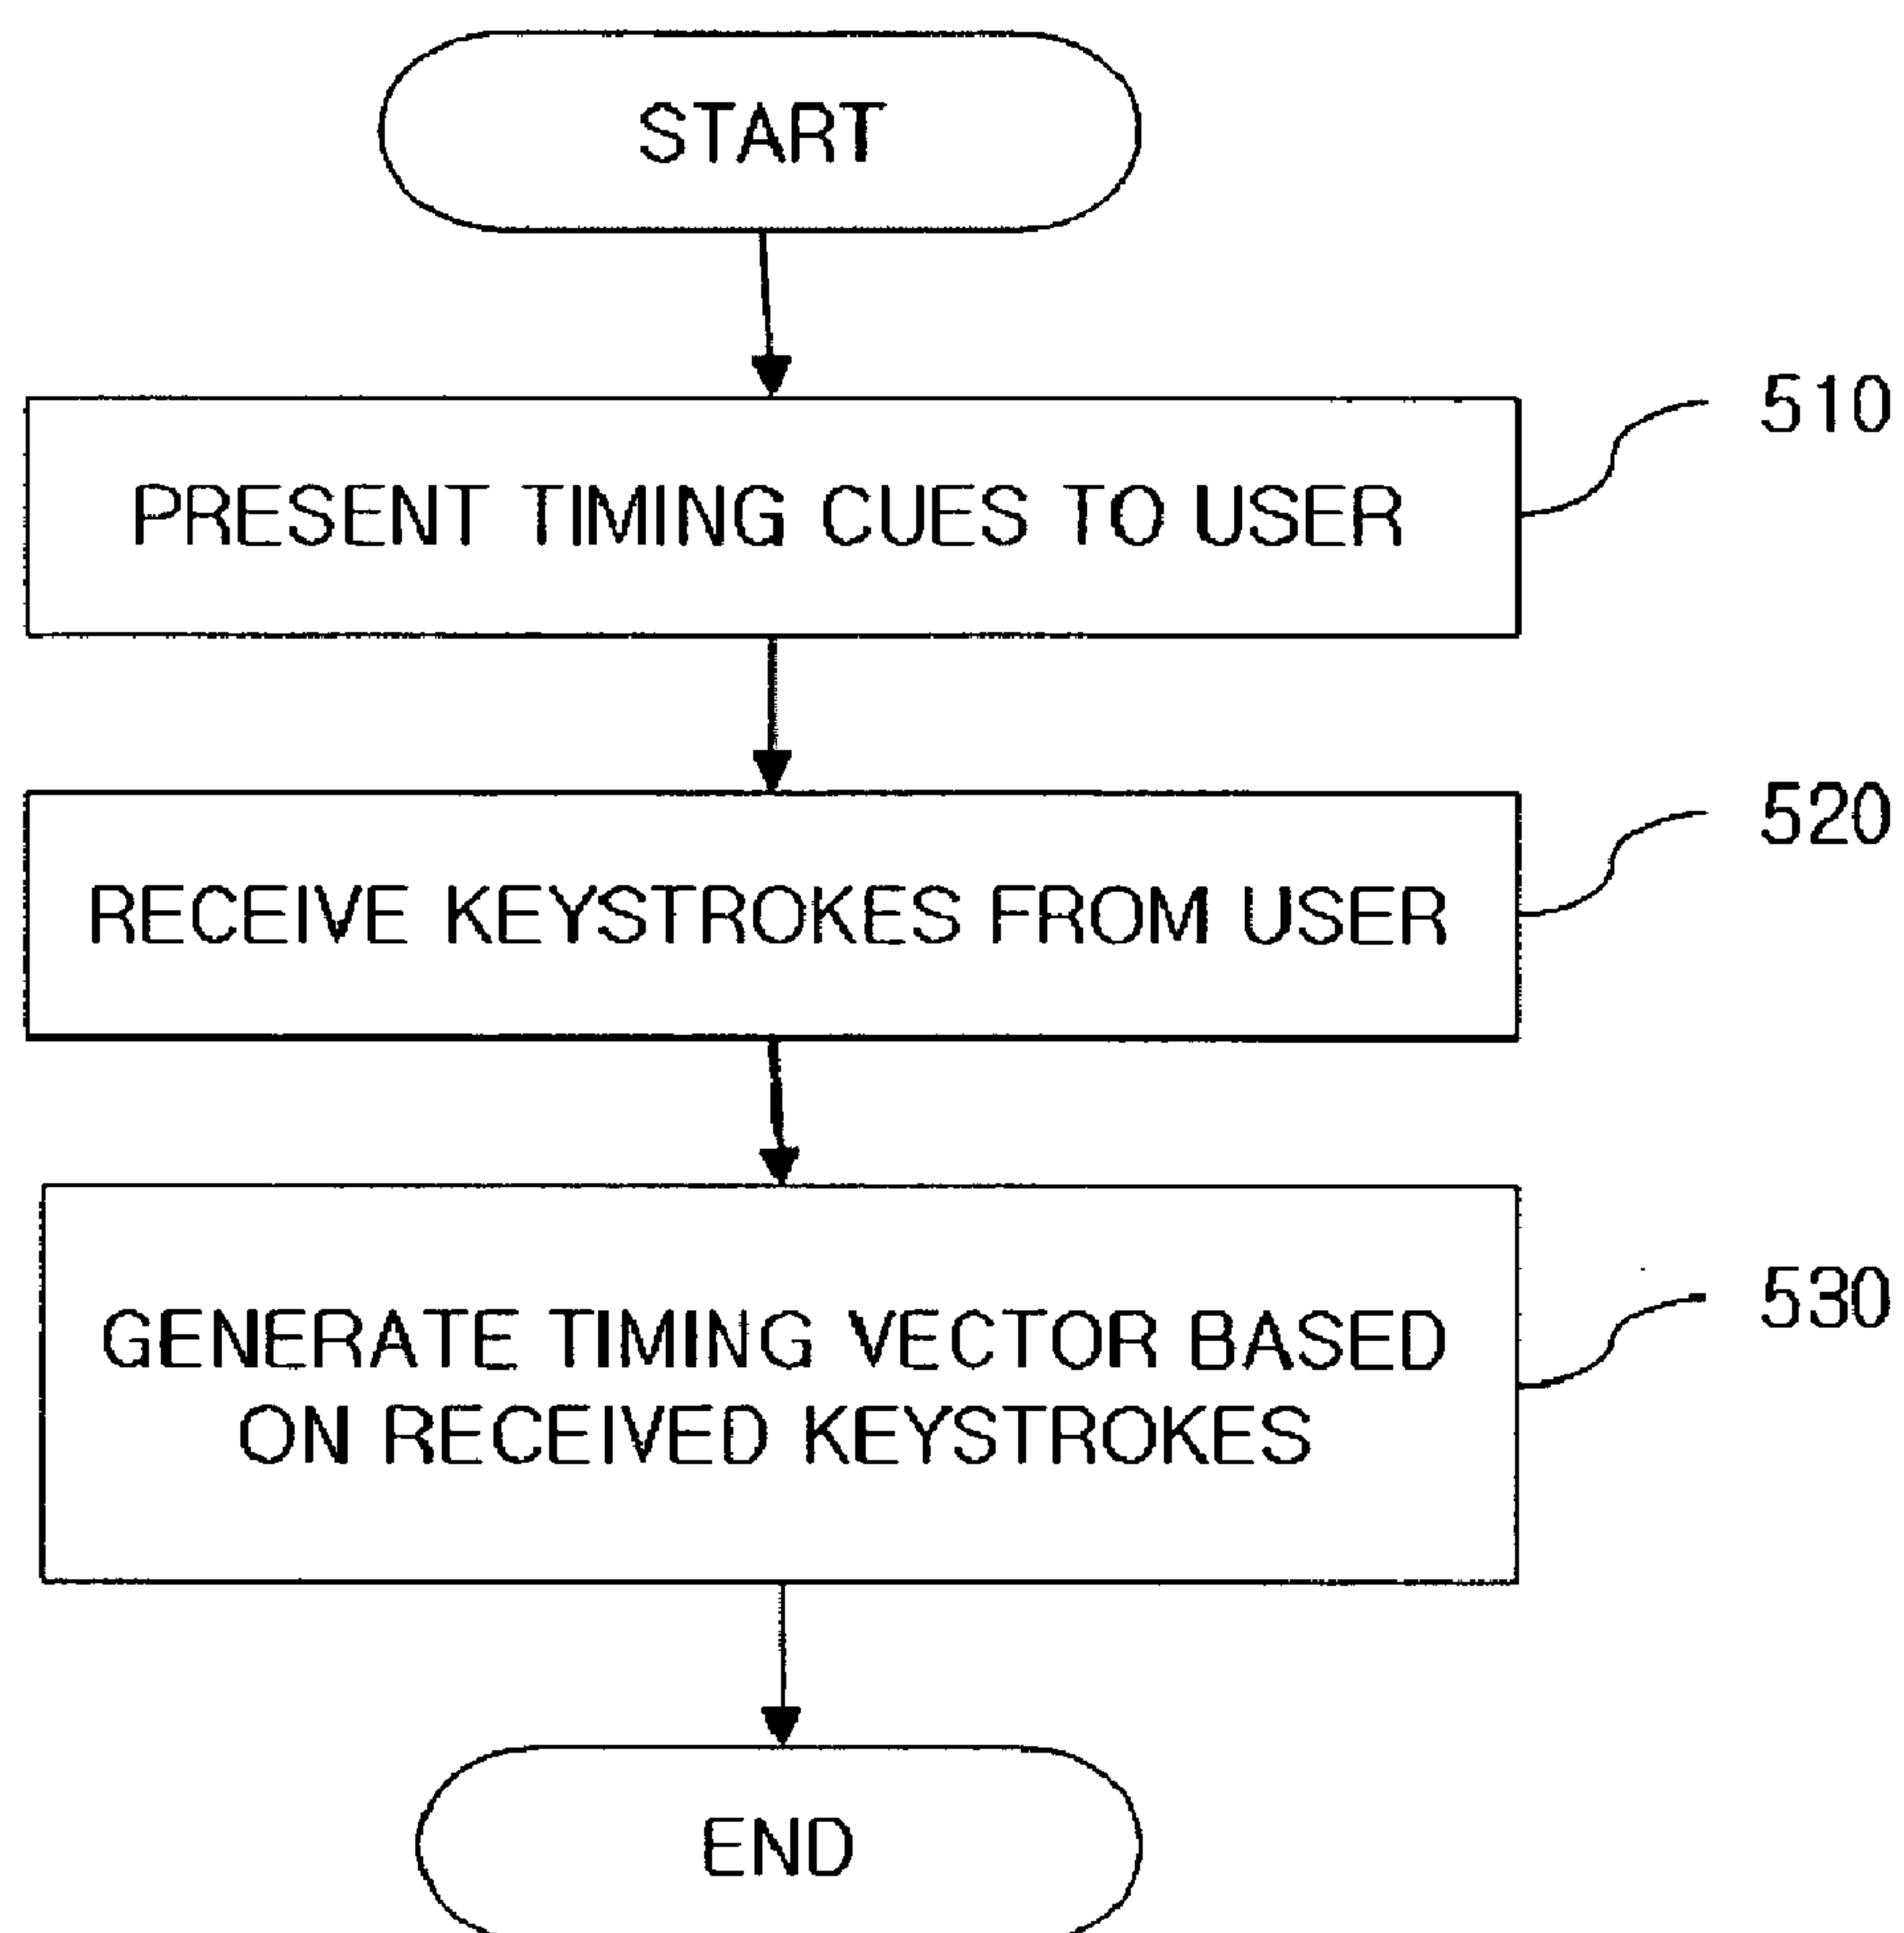 START
510
PRESENT TIMING CUES TO USER
520
RECEIVE KEYSTROKES FROM USER
530
GENERATE TIMING VECTOR BASED
ON RECEIVED KEYSTROKES
END